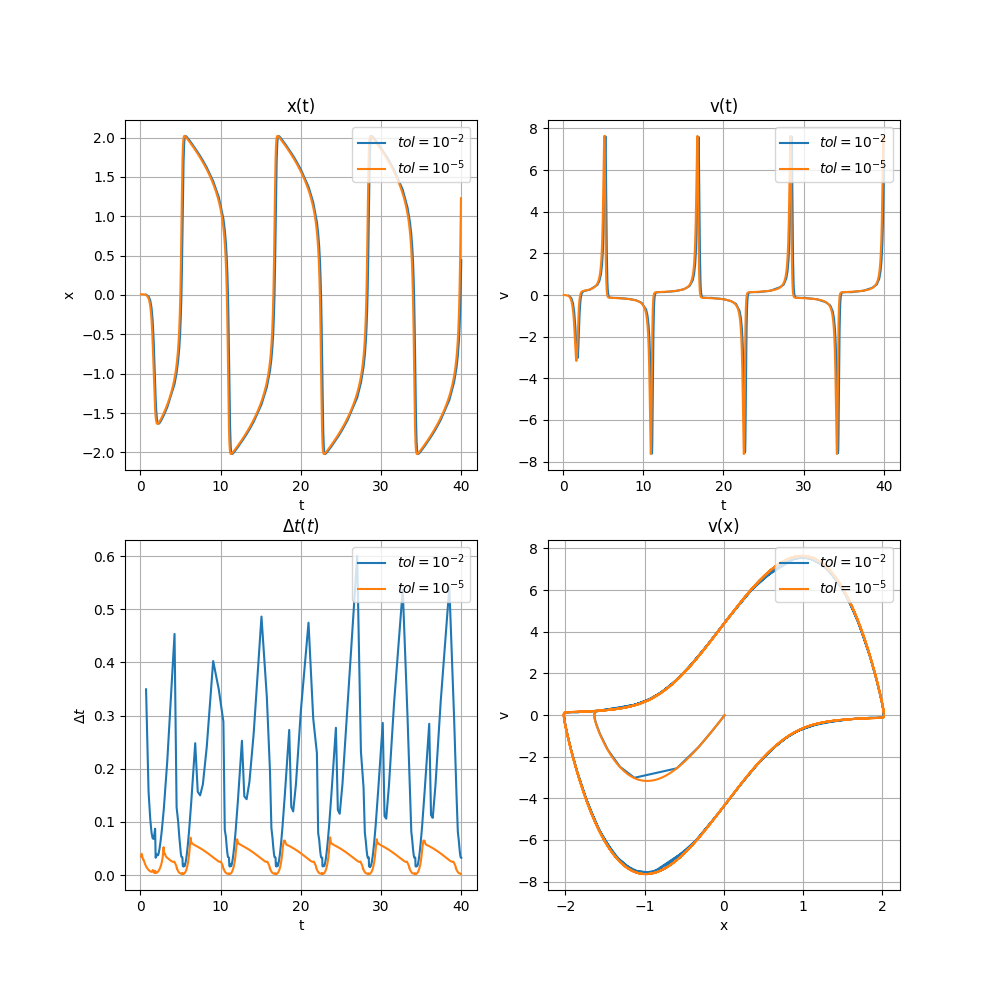 x(t)
x
2.0
1.5
1.0
0.5
0.0
−0.5
−1.0
−1.5
−2.0
tol = 10⁻²
tol = 10⁻⁵
0 10 20 30 40
t
v(t)
v
8
6
4
2
0
−2
−4
−6
−8
tol = 10⁻²
tol = 10⁻⁵
0 10 20 30 40
t
Δt(t)
Δt
0.6
0.5
0.4
0.3
0.2
0.1
0.0
tol = 10⁻²
tol = 10⁻⁵
0 10 20 30 40
t
v(x)
v
8
6
4
2
0
−2
−4
−6
−8
tol = 10⁻²
tol = 10⁻⁵
−2 −1 0 1 2
x